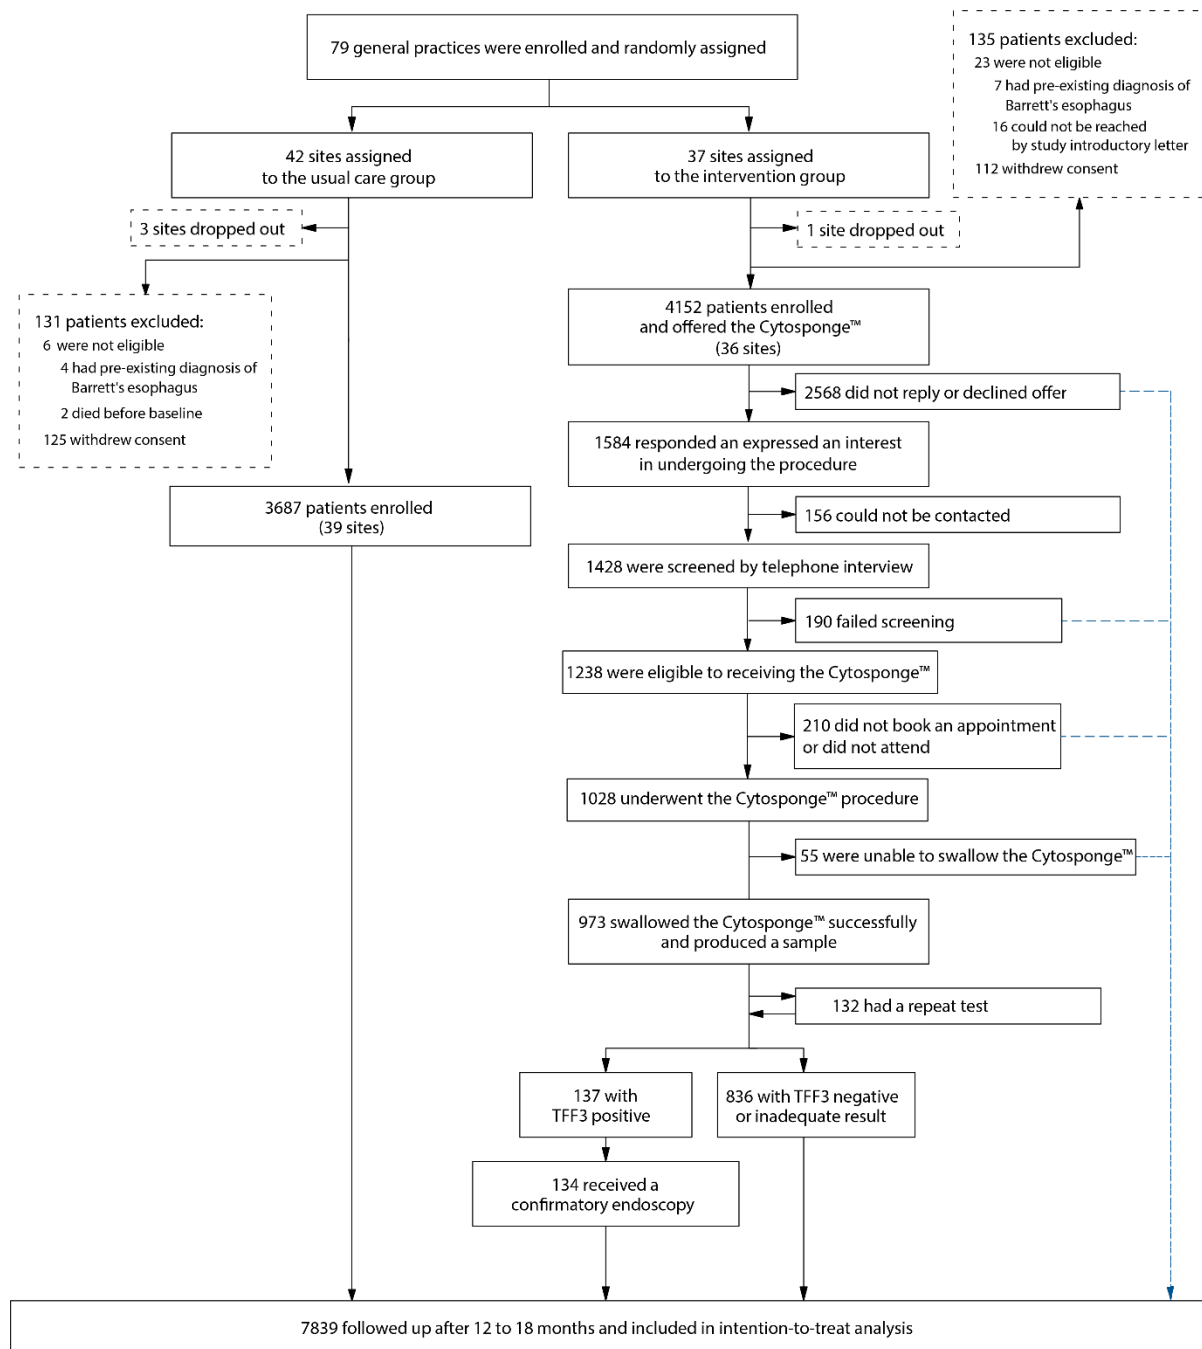 79 general practices were enrolled and randomly assigned
135 patients excluded:
23 were not eligible
7 had pre-existing diagnosis of
Barrett's esophagus
16 could not be reached
by study introductory letter
112 withdrew consent
42 sites assigned
to the usual care group
37 sites assigned
to the intervention group
3 sites dropped out
1 site dropped out
131 patients excluded:
6 were not eligible
4 had pre-existing diagnosis of
Barrett's esophagus
2 died before baseline
125 withdrew consent
4152 patients enrolled
and offered the Cytosponge™
(36 sites)
2568 did not reply or declined offer
1584 responded an expressed an interest
in undergoing the procedure
3687 patients enrolled
(39 sites)
156 could not be contacted
1428 were screened by telephone interview
190 failed screening
1238 were eligible to receiving the Cytosponge™
210 did not book an appointment
or did not attend
1028 underwent the Cytosponge™ procedure
55 were unable to swallow the Cytosponge™
973 swallowed the Cytosponge™ successfully
and produced a sample
132 had a repeat test
137 with
TFF3 positive
836 with TFF3 negative
or inadequate result
134 received a
confirmatory endoscopy
7839 followed up after 12 to 18 months and included in intention-to-treat analysis